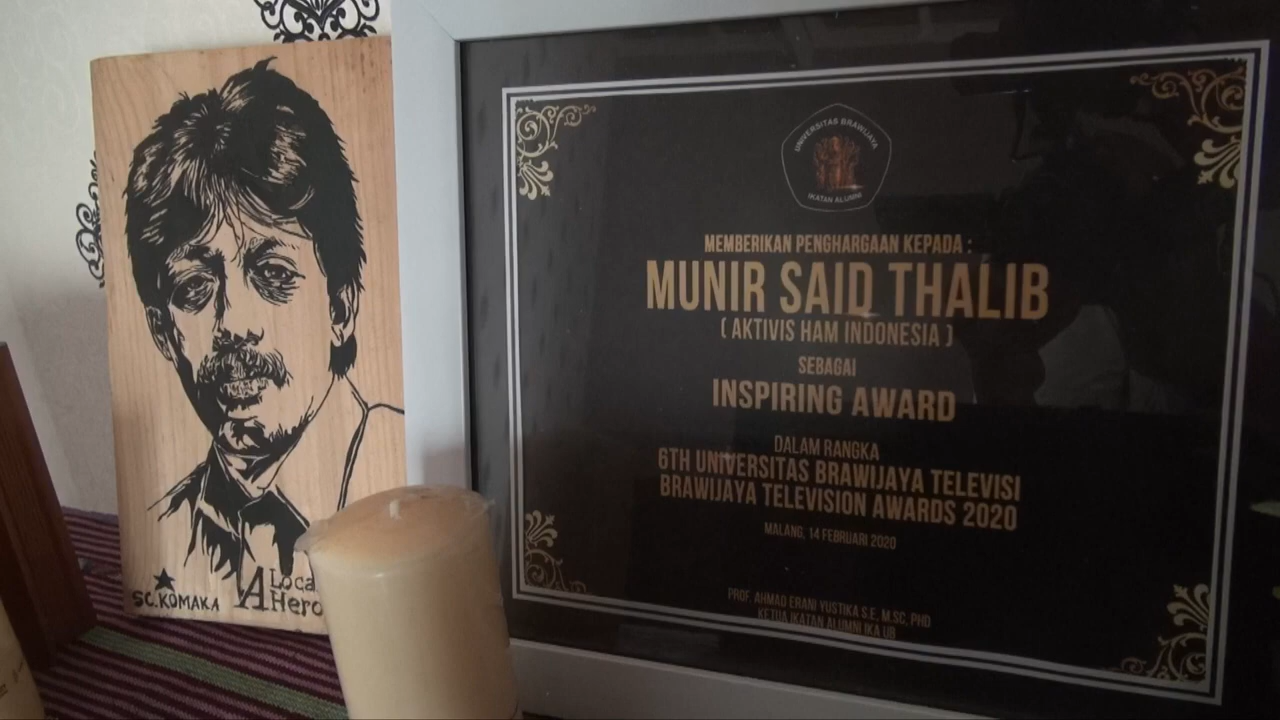 SC.KOMAKA
A Loca
Hero
UNIVERSITAS BRAWIJAYA
IKATAN ALUMNI
MEMBERIKAN PENGHARGAAN KEPADA :
MUNIR SAID THALIB
( AKTIVIS HAM INDONESIA )
SEBAGAI
INSPIRING AWARD
DALAM RANGKA
6TH UNIVERSITAS BRAWIJAYA TELEVISI
BRAWIJAYA TELEVISION AWARDS 2020
MALANG, 14 FEBRUARI 2020
PROF. AHMAD ERANI YUSTIKA S.E, M.SC, PHD
KETUA IKATAN ALUMNI IKA UB